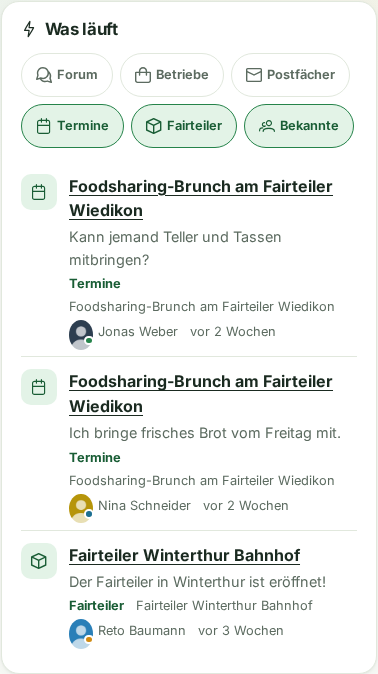 Was läuft
Forum Betriebe Postfächer
Termine Fairteiler Bekannte
Foodsharing-Brunch am Fairteiler
Wiedikon
Kann jemand Teller und Tassen
mitbringen?
Termine
Foodsharing-Brunch am Fairteiler Wiedikon
Jonas Weber vor 2 Wochen
Foodsharing-Brunch am Fairteiler
Wiedikon
Ich bringe frisches Brot vom Freitag mit.
Termine
Foodsharing-Brunch am Fairteiler Wiedikon
Nina Schneider vor 2 Wochen
Fairteiler Winterthur Bahnhof
Der Fairteiler in Winterthur ist eröffnet!
Fairteiler Fairteiler Winterthur Bahnhof
Reto Baumann vor 3 Wochen